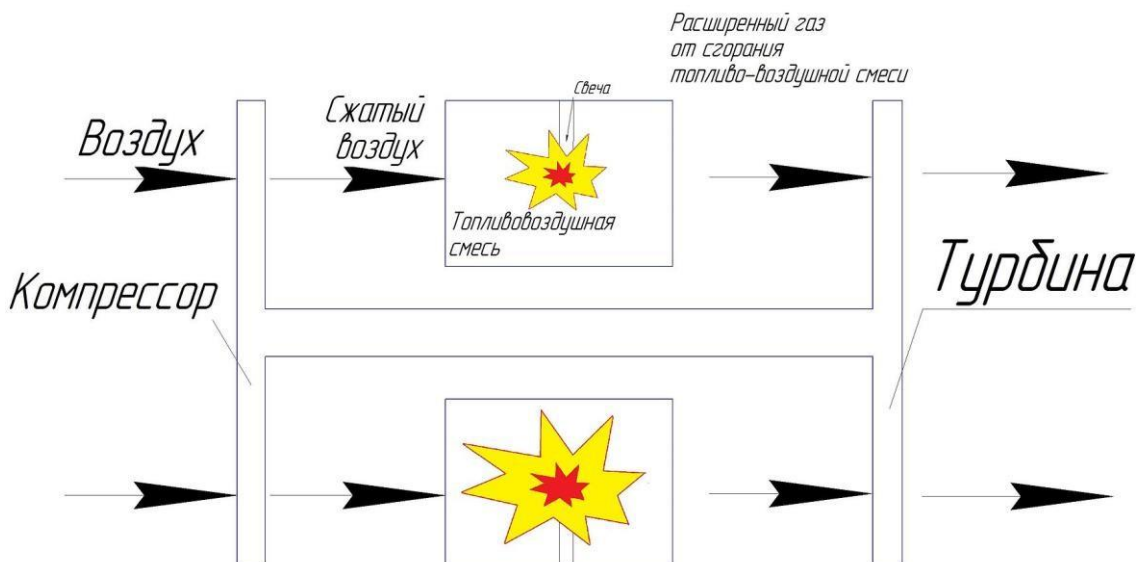 Расширенный газ
от сгорания
топливо-воздушной смеси
Свеча
Воздух
Сжатый
воздух
Топливовоздушная
смесь
Компрессор
Турбина